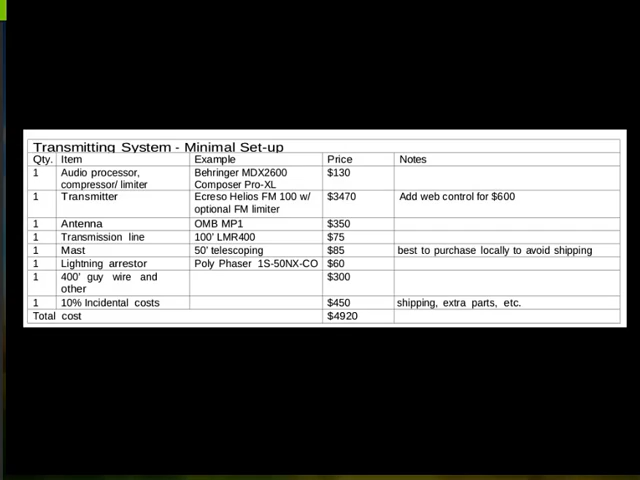 Transmitting System - Minimal Set-up
Qty. Item Example Price Notes
1 Audio processor, compressor/ limiter Behringer MDX2600 Composer Pro-XL $130
1 Transmitter Ecreso Helios FM 100 w/ optional FM limiter $3470 Add web control for $600
1 Antenna OMB MP1 $350
1 Transmission line 100' LMR400 $75
1 Mast 50' telescoping $85 best to purchase locally to avoid shipping
1 Lightning arrestor Poly Phaser 1S-50NX-CO $60
1 400' guy wire and other $300
1 10% Incidental costs $450 shipping, extra parts, etc.
Total cost $4920